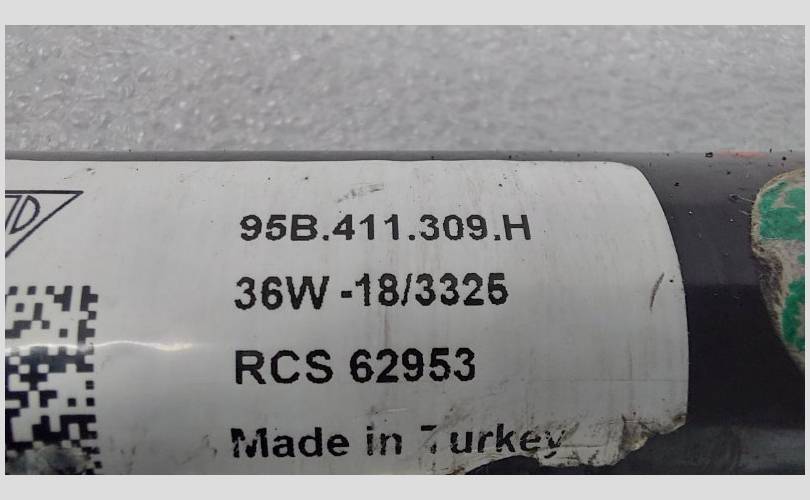 95B.411.309.H
36W -18/3325
RCS 62953
Made in Turkey